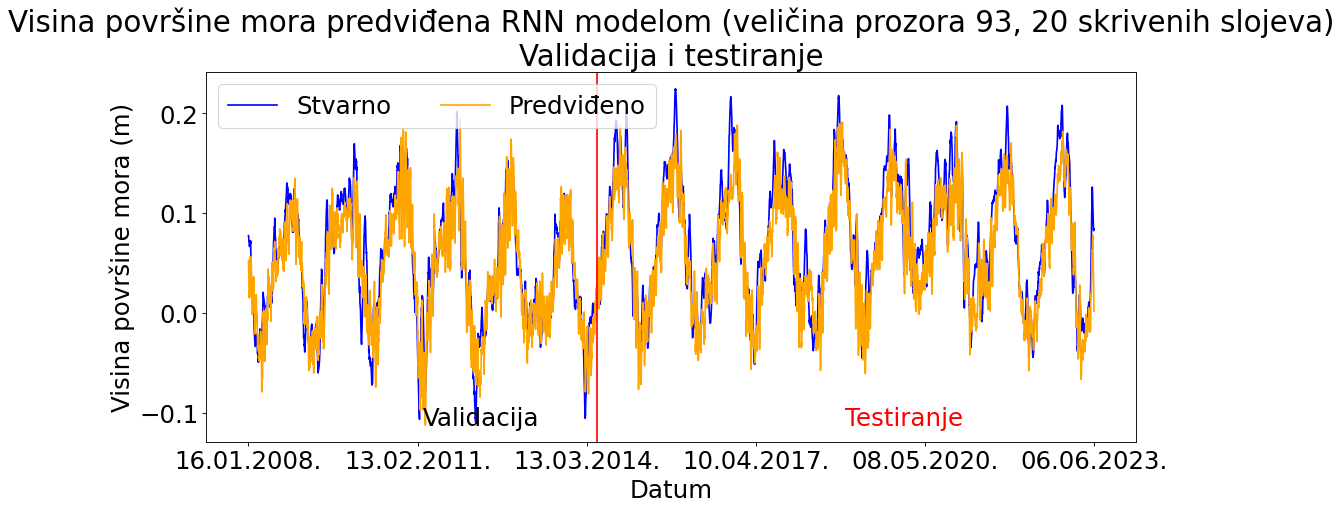 Visina površine mora predviđena RNN modelom (veličina prozora 93, 20 skrivenih slojeva)
Validacija i testiranje
Stvarno
Predviđeno
Visina površine mora (m)
0.2
0.1
0.0
−0.1
Validacija
Testiranje
16.01.2008.
13.02.2011.
13.03.2014.
10.04.2017.
08.05.2020.
06.06.2023.
Datum